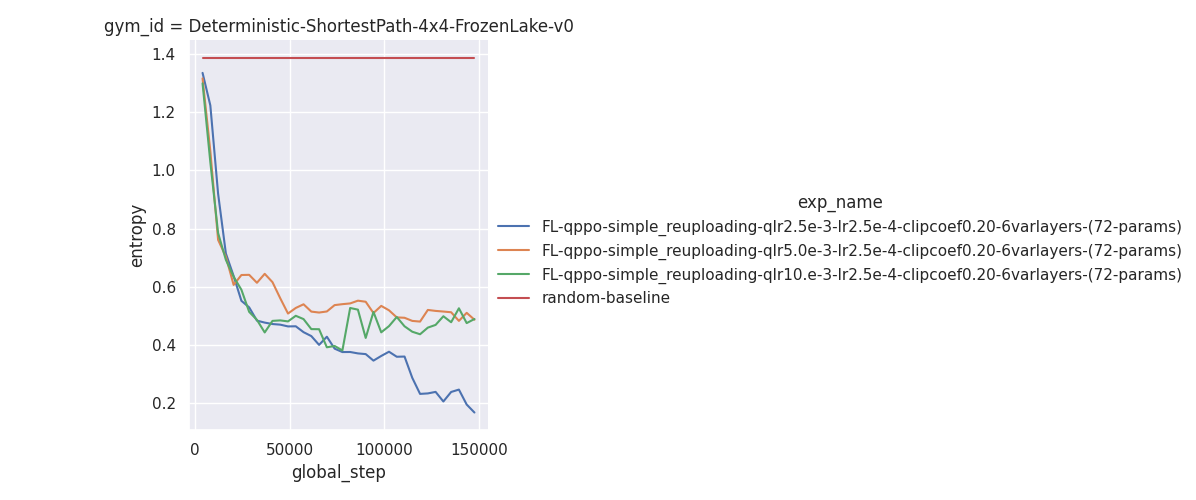 gym_id = Deterministic-ShortestPath-4x4-FrozenLake-v0
1.4
1.2
1.0
0.8
0.6
0.4
0.2
entropy
0
50000
100000
150000
global_step
exp_name
FL-qppo-simple_reuploading-qlr2.5e-3-lr2.5e-4-clipcoef0.20-6varlayers-(72-params)
FL-qppo-simple_reuploading-qlr5.0e-3-lr2.5e-4-clipcoef0.20-6varlayers-(72-params)
FL-qppo-simple_reuploading-qlr10.e-3-lr2.5e-4-clipcoef0.20-6varlayers-(72-params)
random-baseline